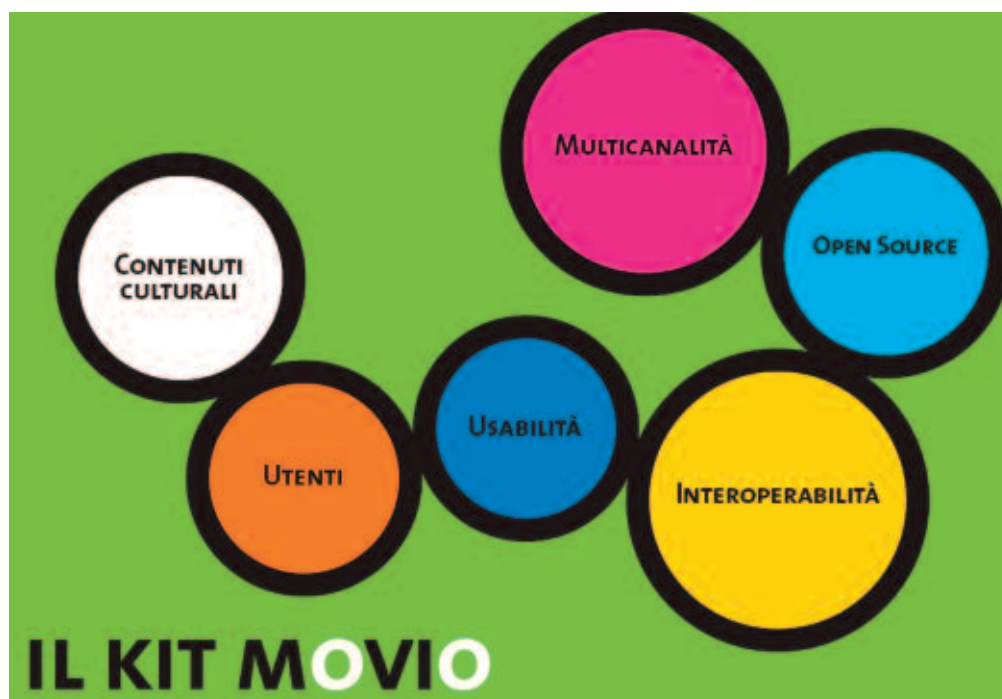 MULTICANALITÀ
OPEN SOURCE
CONTENUTI
CULTURALI
USABILITÀ
UTENTI
INTEROPERABILITÀ
IL KIT MOVIO